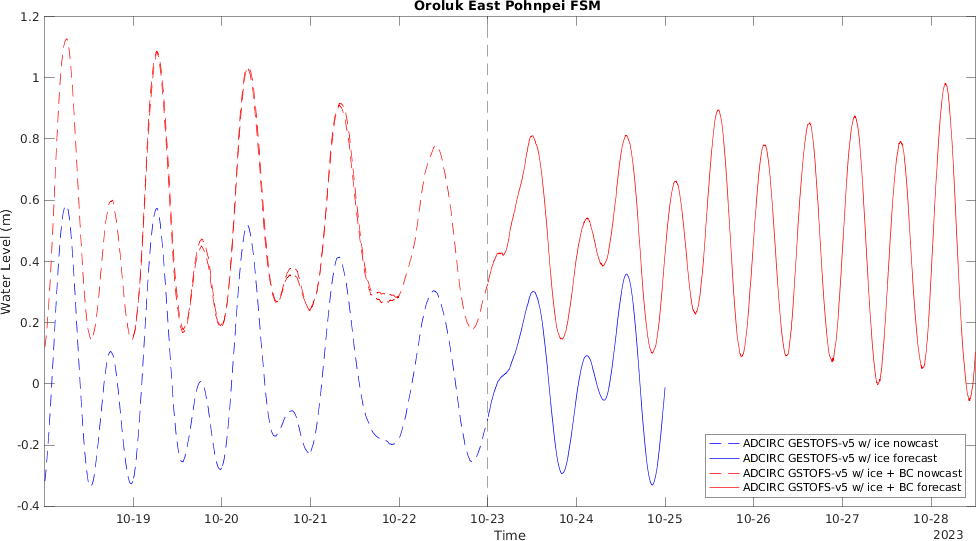 Oroluk East Pohnpei FSM
1.2
1
0.8
0.6
0.4
0.2
0
-0.2
-0.4
Water Level (m)
ADCIRC GESTOFS-v5 w/ ice nowcast
ADCIRC GESTOFS-v5 w/ ice forecast
ADCIRC GSTOFS-v5 w/ ice + BC nowcast
ADCIRC GSTOFS-v5 w/ ice + BC forecast
10-19 10-20 10-21 10-22 10-23 10-24 10-25 10-26 10-27 10-28
Time
2023